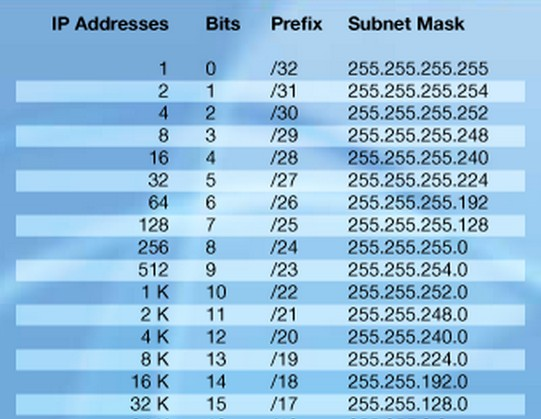 IP Addresses Bits Prefix Subnet Mask
1 0 /32 255.255.255.255
2 1 /31 255.255.255.254
4 2 /30 255.255.255.252
8 3 /29 255.255.255.248
16 4 /28 255.255.255.240
32 5 /27 255.255.255.224
64 6 /26 255.255.255.192
128 7 /25 255.255.255.128
256 8 /24 255.255.255.0
512 9 /23 255.255.254.0
1 K 10 /22 255.255.252.0
2 K 11 /21 255.255.248.0
4 K 12 /20 255.255.240.0
8 K 13 /19 255.255.224.0
16 K 14 /18 255.255.192.0
32 K 15 /17 255.255.128.0